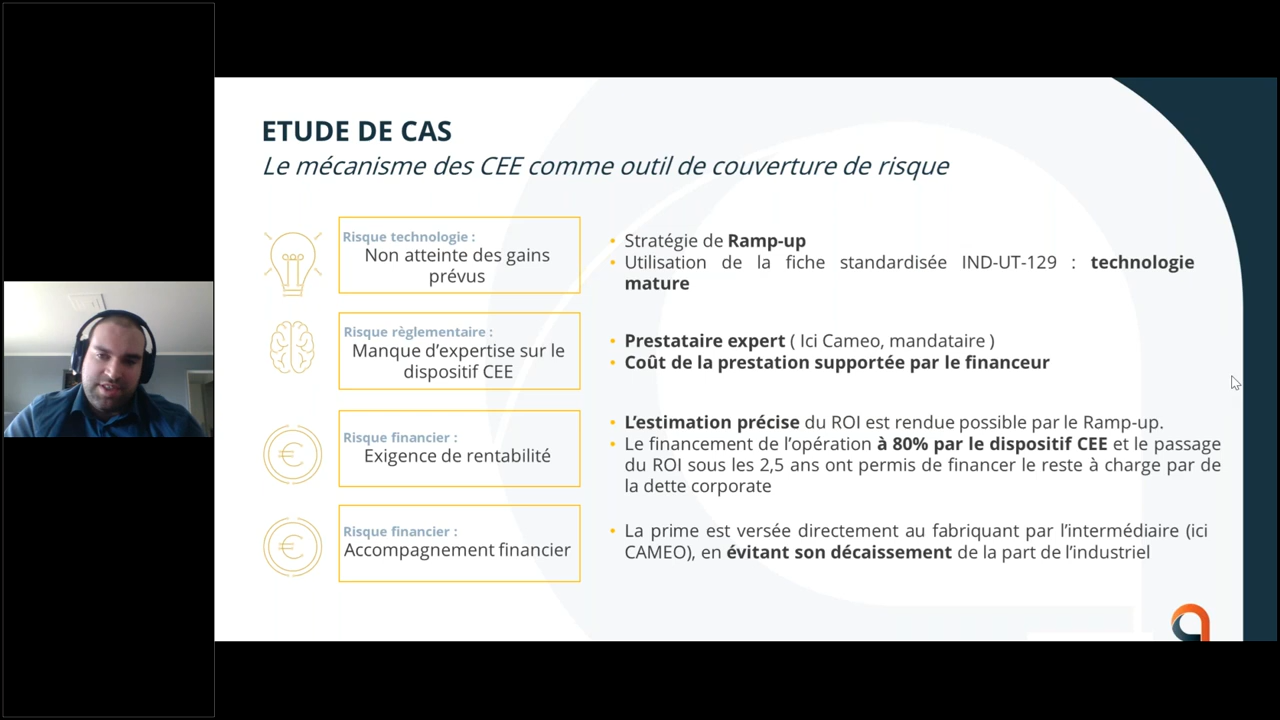 ETUDE DE CAS
Le mécanisme des CEE comme outil de couverture de risque
Risque technologie :
Non atteinte des gains
prévus
• Stratégie de Ramp-up
• Utilisation de la fiche standardisée IND-UT-129 : technologie
mature
Risque règlementaire :
Manque d’expertise sur le
dispositif CEE
• Prestataire expert ( Ici Cameo, mandataire )
• Coût de la prestation supportée par le financeur
Risque financier :
Exigence de rentabilité
• L’estimation précise du ROI est rendue possible par le Ramp-up.
• Le financement de l’opération à 80% par le dispositif CEE et le passage
du ROI sous les 2,5 ans ont permis de financer le reste à charge par de
la dette corporate
Risque financier :
Accompagnement financier
• La prime est versée directement au fabriquant par l’intermédiaire (ici
CAMEO), en évitant son décaissement de la part de l’industriel